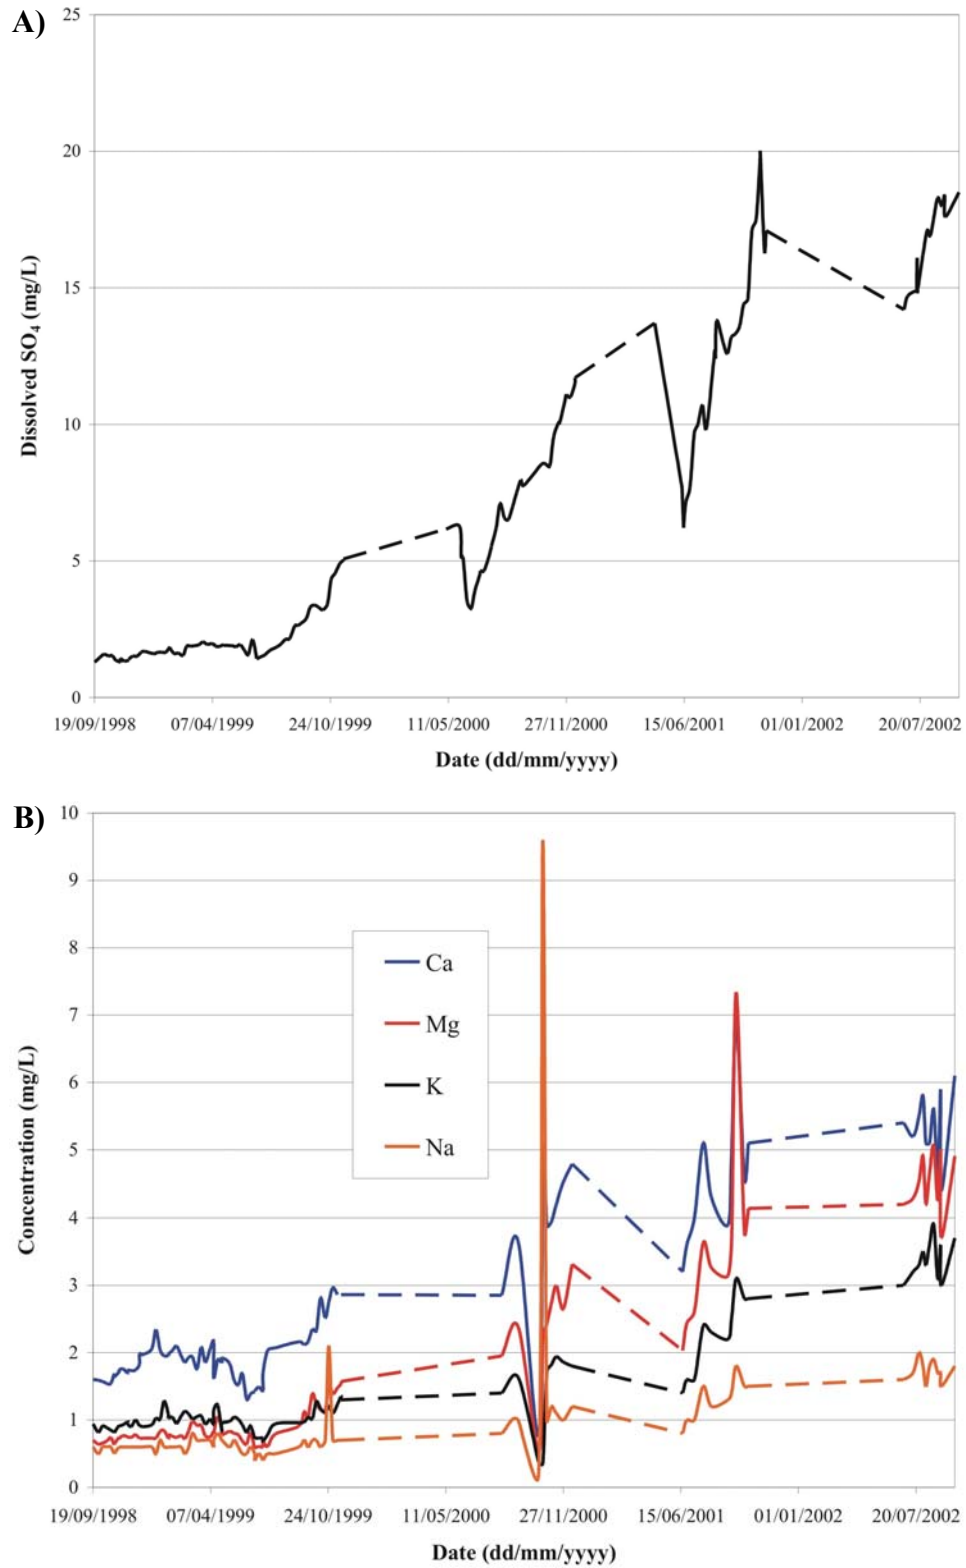 A)
25
20
15
10
5
0
Dissolved SO4 (mg/L)
19/09/1998 07/04/1999 24/10/1999 11/05/2000 27/11/2000 15/06/2001 01/01/2002 20/07/2002
Date (dd/mm/yyyy)
B)
10
9
8
7
6
5
4
3
2
1
0
Concentration (mg/L)
Ca
Mg
K
Na
19/09/1998 07/04/1999 24/10/1999 11/05/2000 27/11/2000 15/06/2001 01/01/2002 20/07/2002
Date (dd/mm/yyyy)